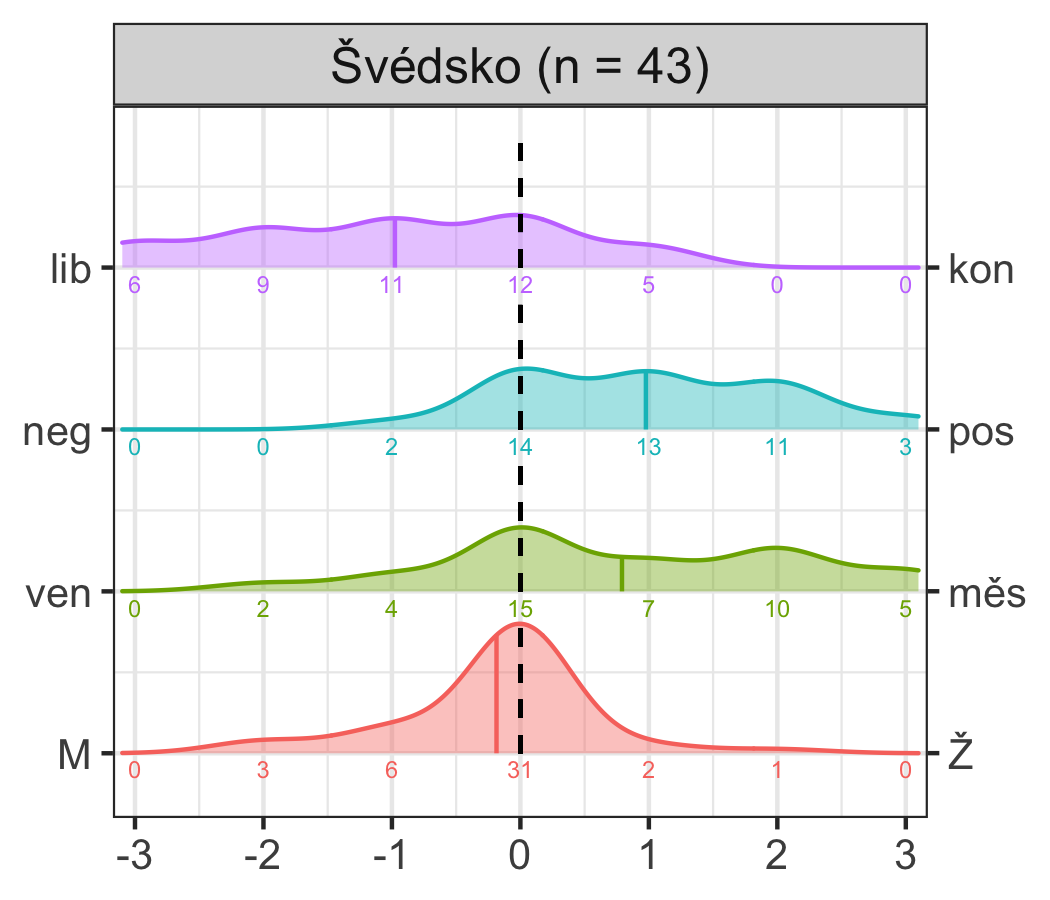 Švédsko (n = 43)
lib kon
6 9 11 12 5 0 0
neg pos
0 0 2 14 13 11 3
ven měs
0 2 4 15 7 10 5
M Ž
0 3 6 31 2 1 0
-3 -2 -1 0 1 2 3